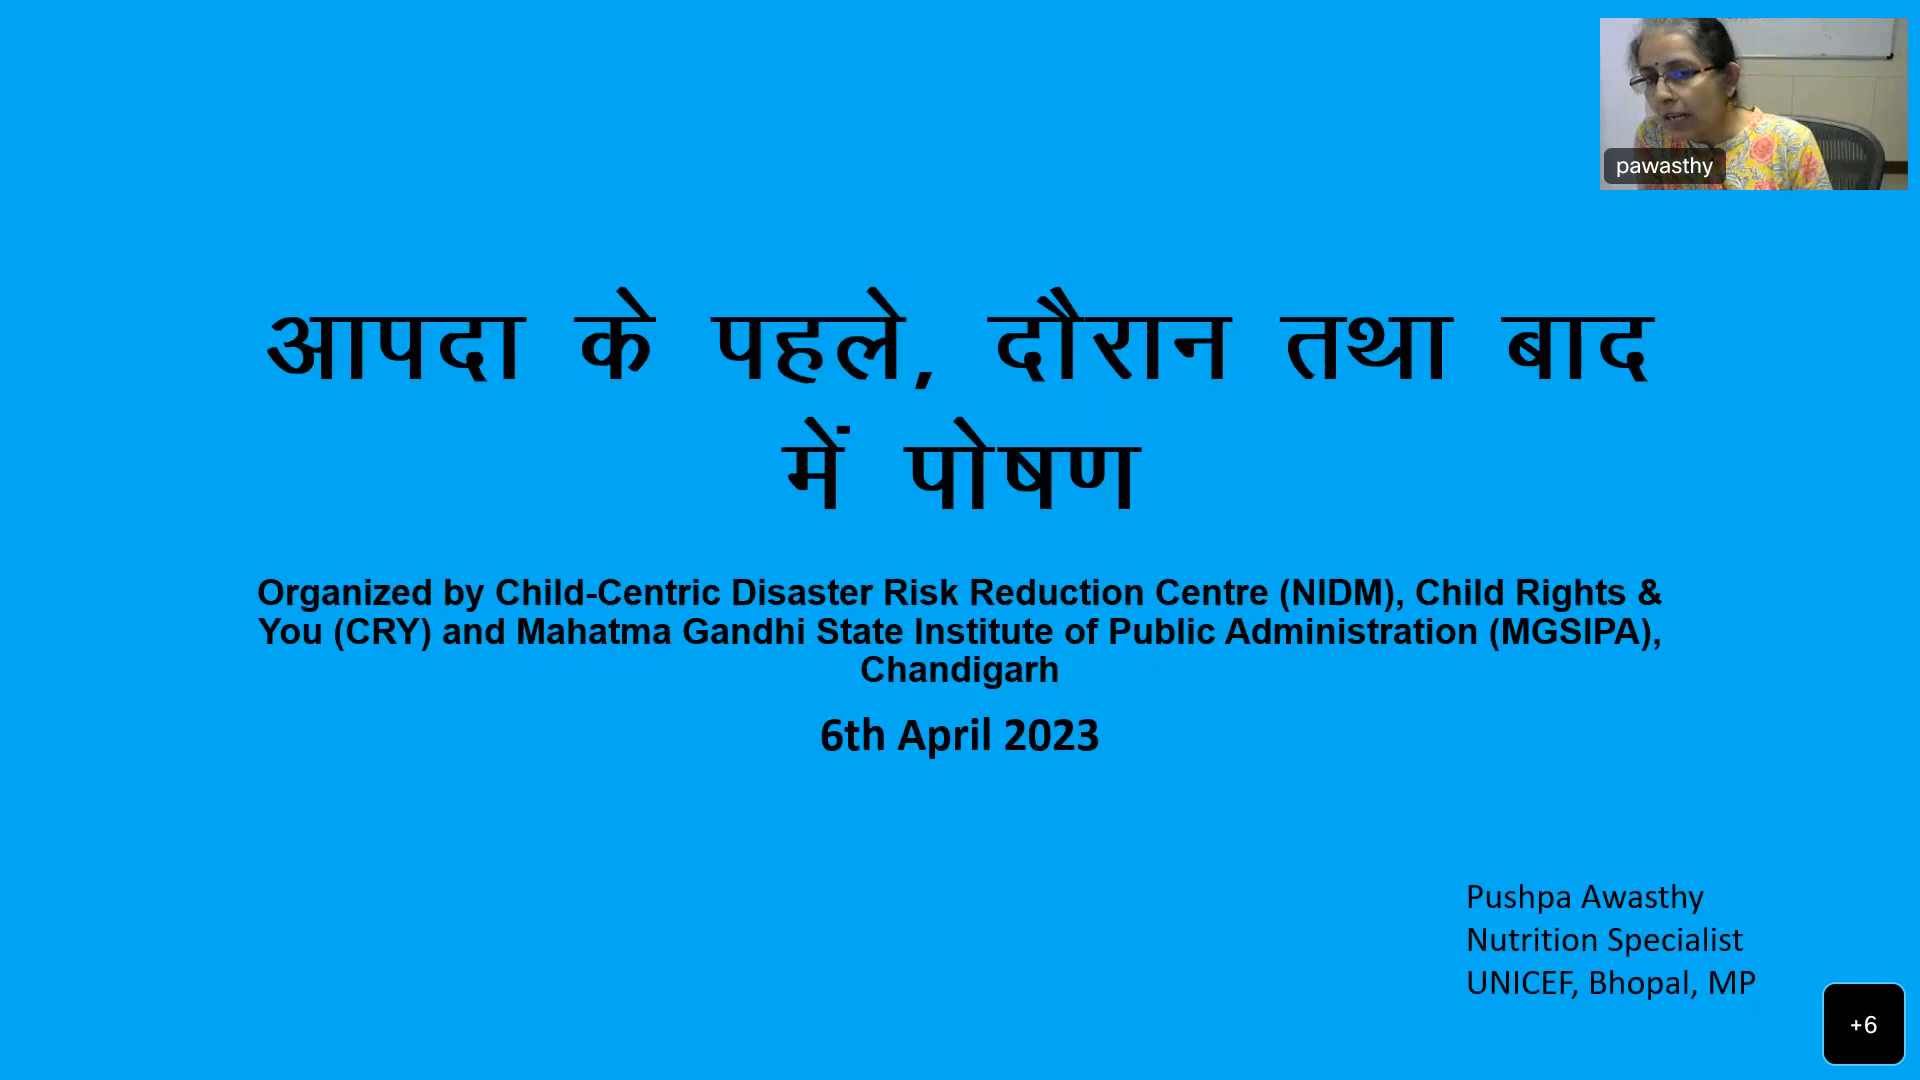 pawasthy
आपदा के पहले, दौरान तथा बाद
में पोषण
Organized by Child-Centric Disaster Risk Reduction Centre (NIDM), Child Rights &
You (CRY) and Mahatma Gandhi State Institute of Public Administration (MGSIPA),
Chandigarh
6th April 2023
Pushpa Awasthy
Nutrition Specialist
UNICEF, Bhopal, MP
+6